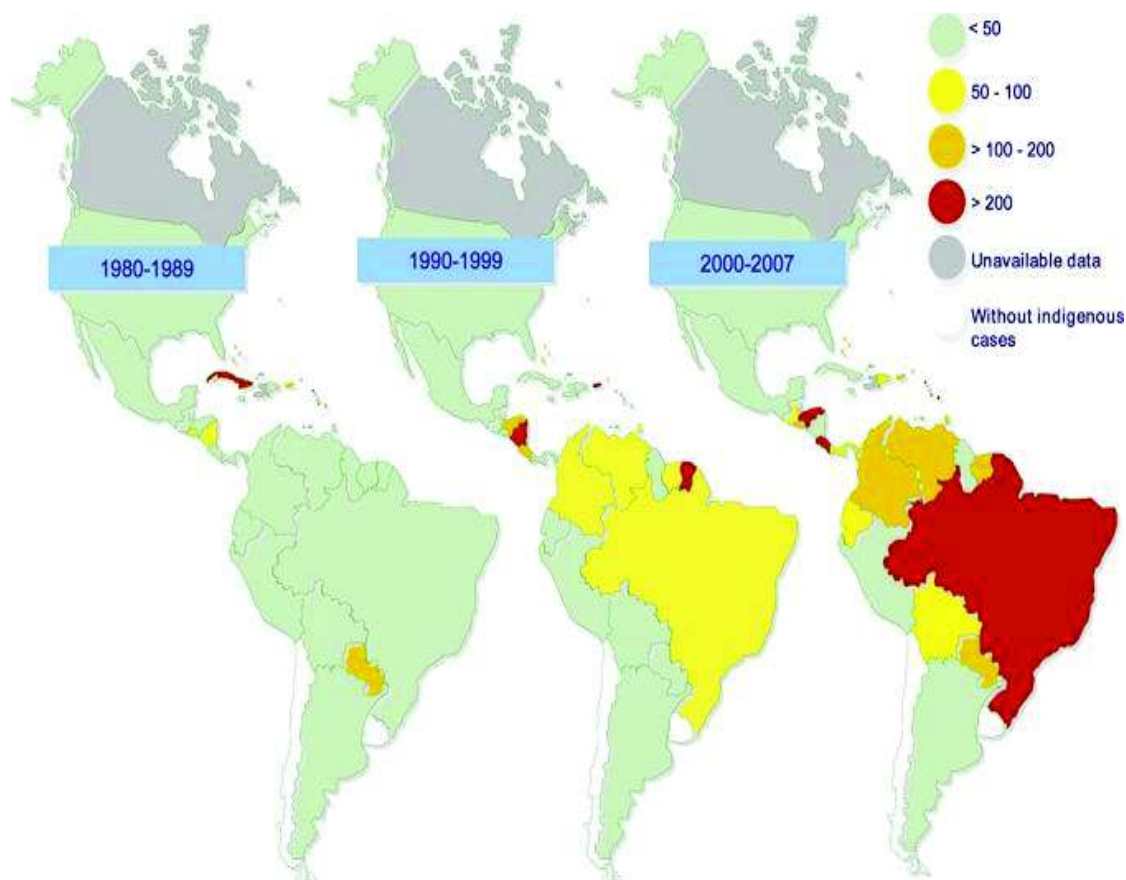 < 50
50 - 100
> 100 - 200
> 200
Unavailable data
Without indigenous
cases
1980-1989
1990-1999
2000-2007